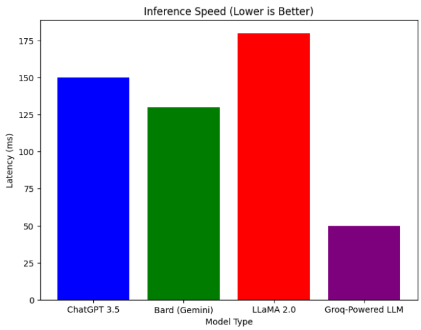 Inference Speed (Lower is Better)
Latency (ms)
175
150
125
100
75
50
25
0
ChatGPT 3.5
Bard (Gemini)
LLaMA 2.0
Groq-Powered LLM
Model Type